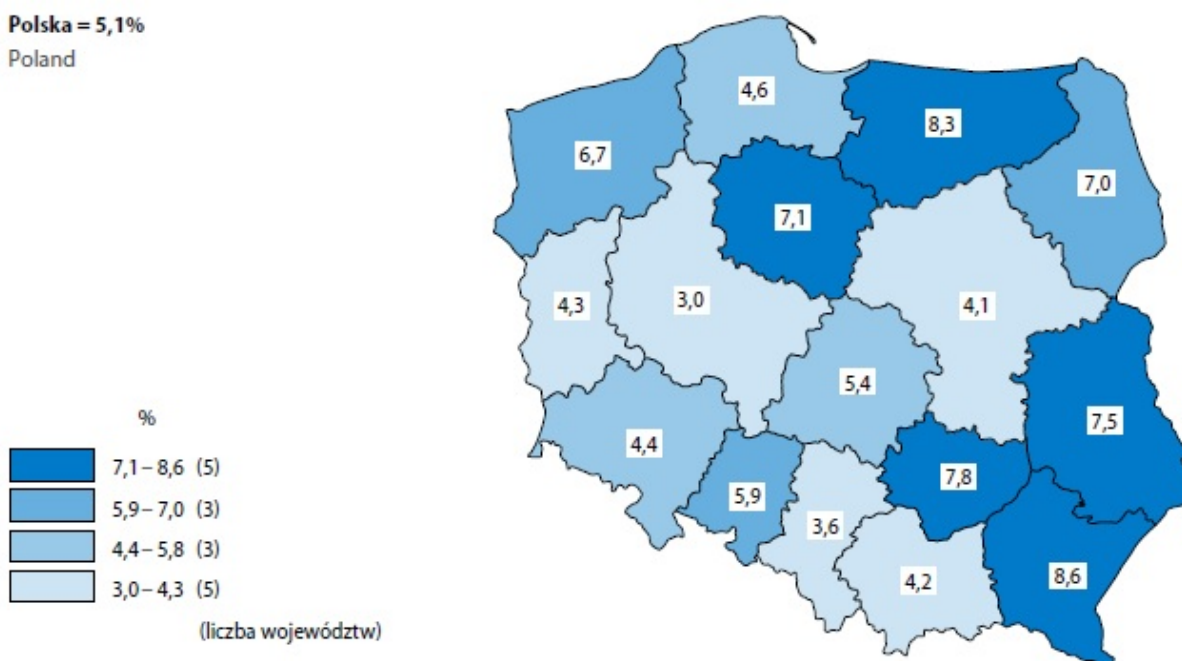 Polska = 5,1%
Poland
4,6
8,3
6,7
7,0
7,1
4,3
3,0
4,1
5,4
7,5
4,4
7,8
5,9
3,6
4,2
8,6
%
7,1 – 8,6 (5)
5,9 – 7,0 (3)
4,4 – 5,8 (3)
3,0 – 4,3 (5)
(liczba województw)